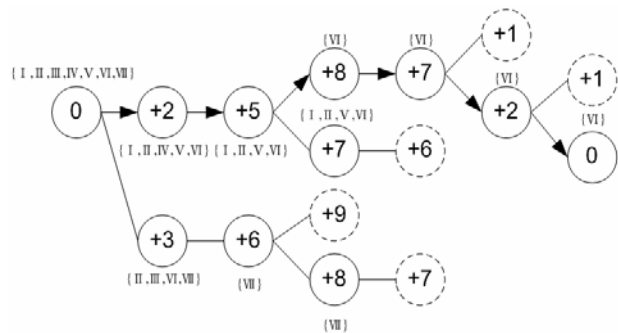 {VI} {VI} +1
{I,II,III,IV,V,VI,VII} +8 +7 {VI} +1
0 +2 +5 {I,II,V,VI} +2 {VI}
{I,II,IV,V,VI} {I,II,V,VI} +7 +6 0
+9
+3 +6
{II,III,VI,VII} {VII} +8 +7
{VII}